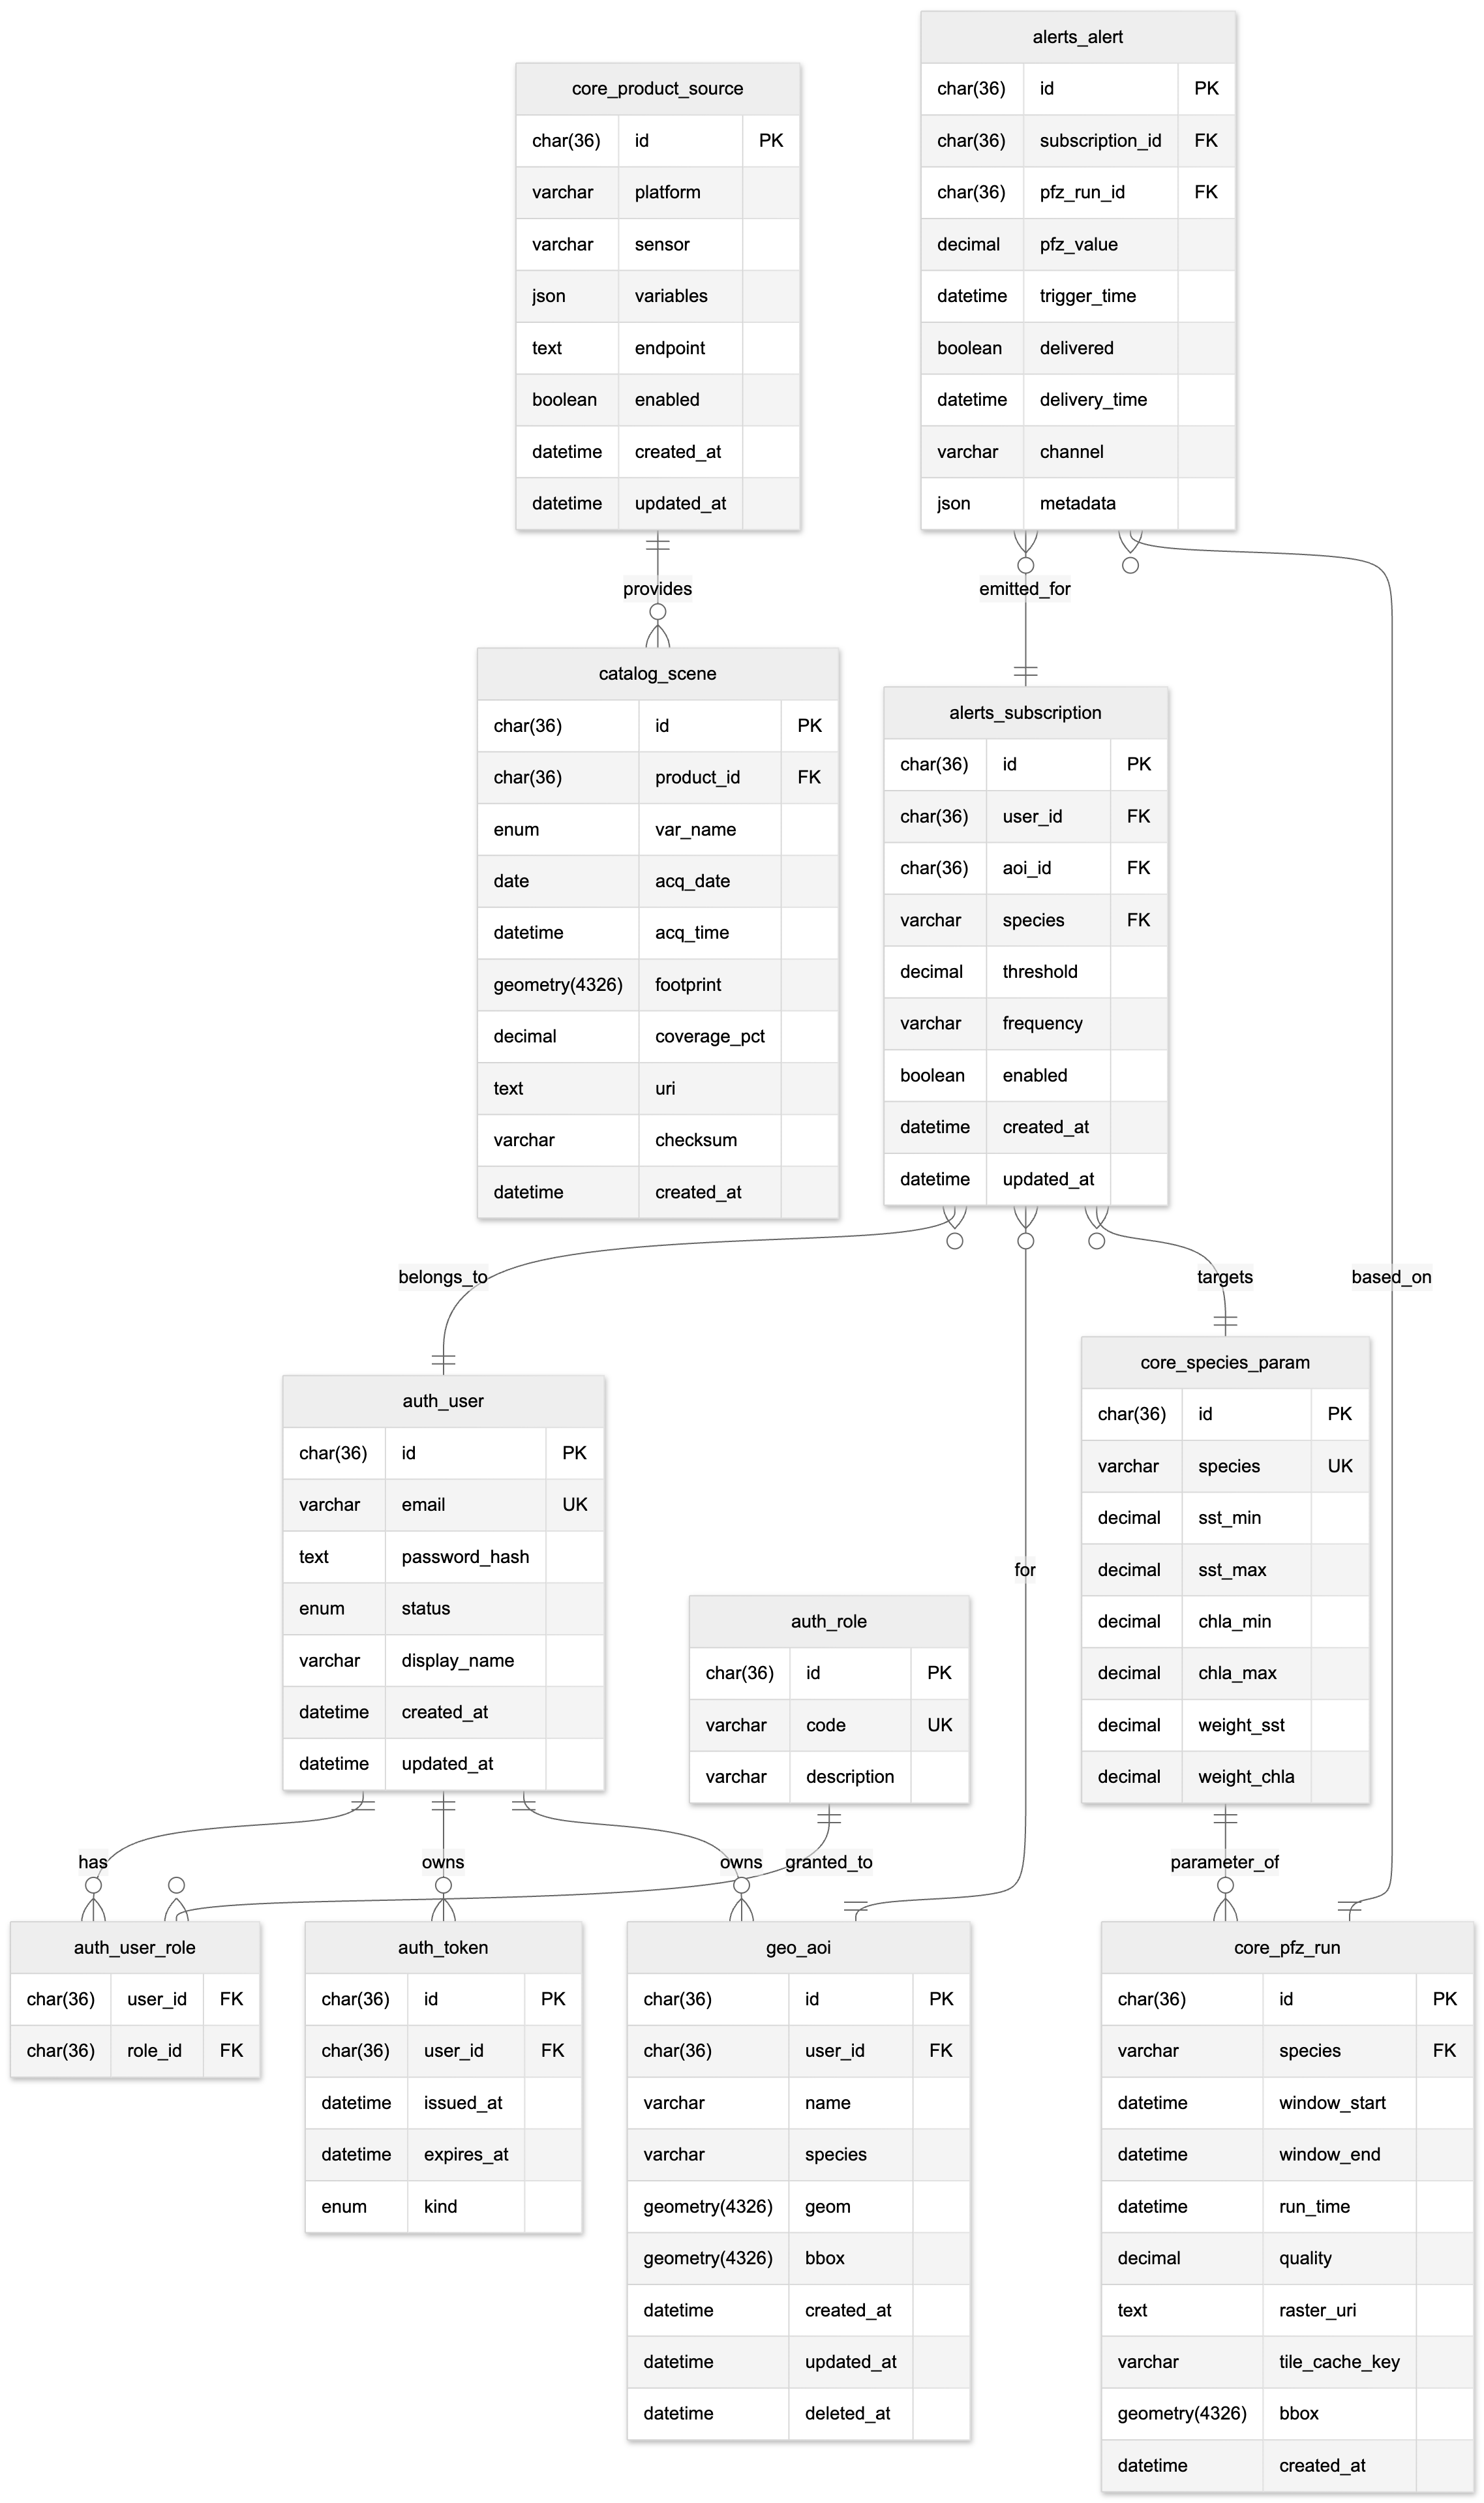 core_product_source
char(36) id PK
varchar platform
varchar sensor
json variables
text endpoint
boolean enabled
datetime created_at
datetime updated_at
alerts_alert
char(36) id PK
char(36) subscription_id FK
char(36) pfz_run_id FK
decimal pfz_value
datetime trigger_time
boolean delivered
datetime delivery_time
varchar channel
json metadata
provides
emitted_for
catalog_scene
char(36) id PK
char(36) product_id FK
enum var_name
date acq_date
datetime acq_time
geometry(4326) footprint
decimal coverage_pct
text uri
varchar checksum
datetime created_at
alerts_subscription
char(36) id PK
char(36) user_id FK
char(36) aoi_id FK
varchar species FK
decimal threshold
varchar frequency
boolean enabled
datetime created_at
datetime updated_at
belongs_to
targets
based_on
auth_user
char(36) id PK
varchar email UK
text password_hash
enum status
varchar display_name
datetime created_at
datetime updated_at
for
auth_role
char(36) id PK
varchar code UK
varchar description
core_species_param
char(36) id PK
varchar species UK
decimal sst_min
decimal sst_max
decimal chla_min
decimal chla_max
decimal weight_sst
decimal weight_chla
has
owns
owns
granted_to
parameter_of
auth_user_role
char(36) user_id FK
char(36) role_id FK
auth_token
char(36) id PK
char(36) user_id FK
datetime issued_at
datetime expires_at
enum kind
geo_aoi
char(36) id PK
char(36) user_id FK
varchar name
varchar species
geometry(4326) geom
geometry(4326) bbox
datetime created_at
datetime updated_at
datetime deleted_at
core_pfz_run
char(36) id PK
varchar species FK
datetime window_start
datetime window_end
datetime run_time
decimal quality
text raster_uri
varchar tile_cache_key
geometry(4326) bbox
datetime created_at